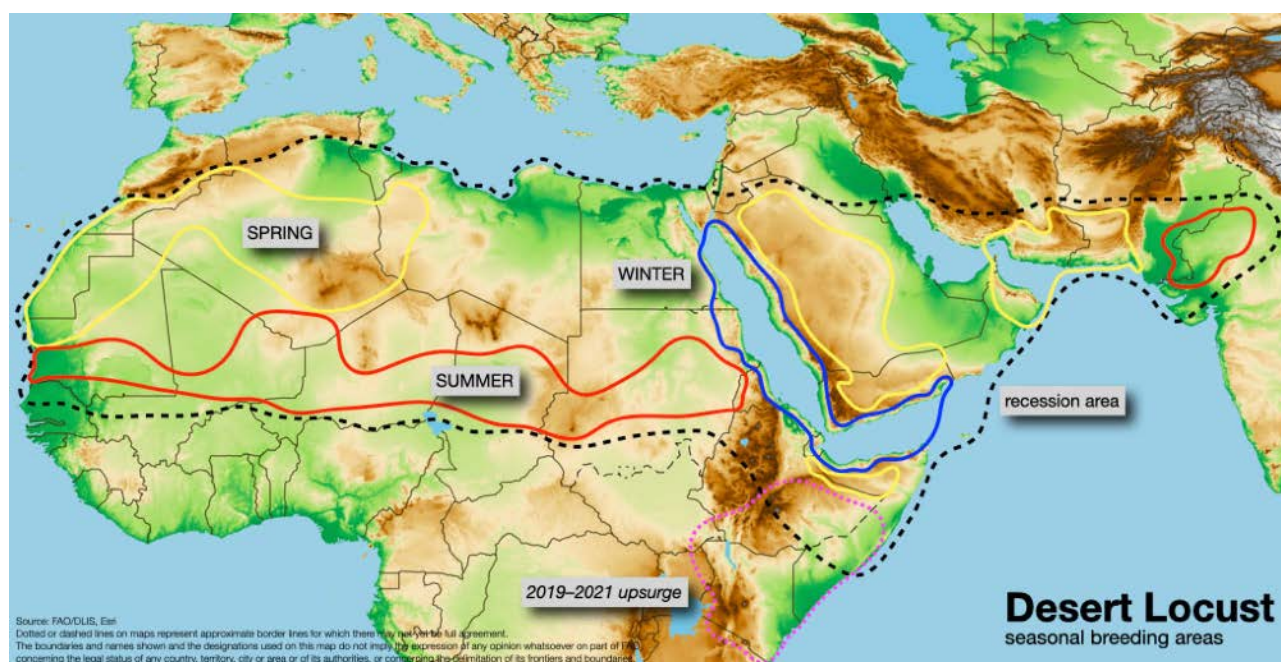 SPRING
WINTER
SUMMER
recession area
2019–2021 upsurge
Desert Locust
seasonal breeding areas
Source: FAO/DLIS, Esri
Dotted or dashed lines on maps represent approximate border lines for which there may not yet be full agreement.
The boundaries and names shown and the designations used on this map do not imply the expression of any opinion whatsoever on part of FAO
concerning the legal status of any country, territory, city or area or of its authorities, or concerning the delimitation of its frontiers and boundaries.